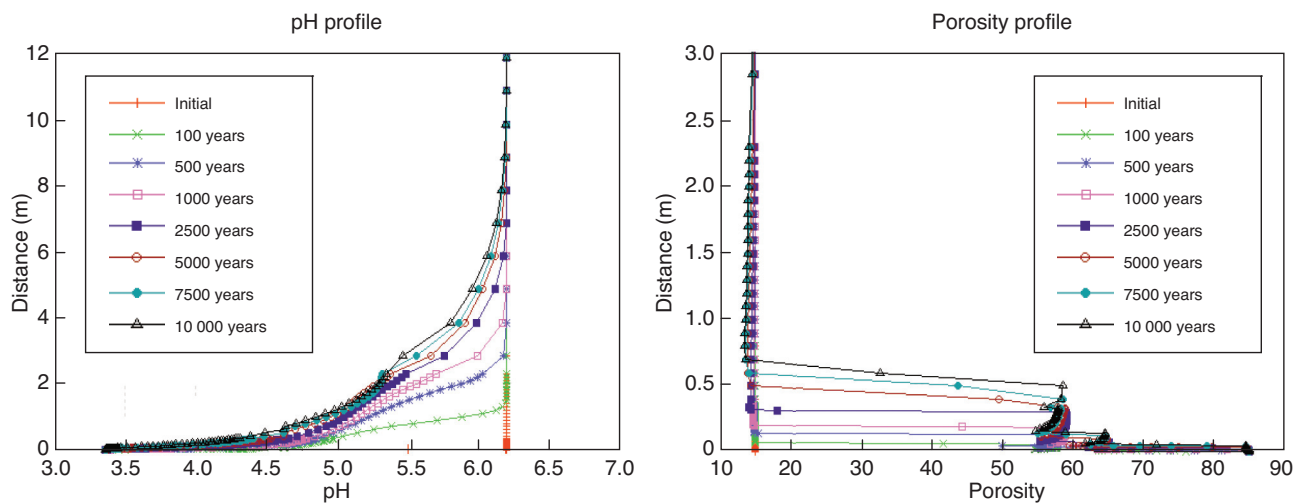 pH profile
12
10
8
6
4
2
0
Distance (m)
Initial
100 years
500 years
1000 years
2500 years
5000 years
7500 years
10 000 years
3.0 3.5 4.0 4.5 5.0 5.5 6.0 6.5 7.0
pH
Porosity profile
3.0
2.5
2.0
1.5
1.0
0.5
0
Distance (m)
Initial
100 years
500 years
1000 years
2500 years
5000 years
7500 years
10 000 years
10 20 30 40 50 60 70 80 90
Porosity